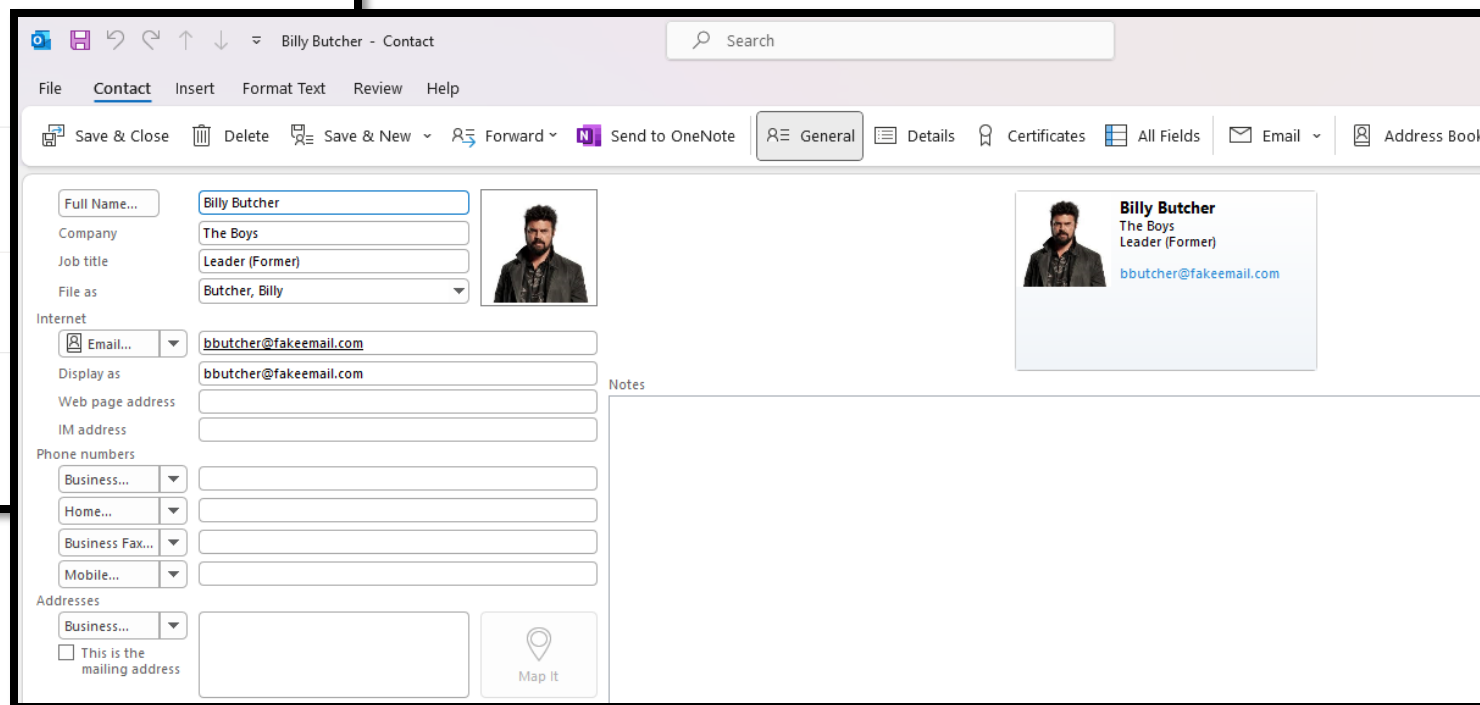 Billy Butcher - Contact
Search
File Contact Insert Format Text Review Help
Save & Close Delete Save & New Forward Send to OneNote General Details Certificates All Fields Email Address Book
Full Name... Billy Butcher
Company The Boys
Job title Leader (Former)
File as Butcher, Billy
Internet
Email... bbutcher@fakeemail.com
Display as bbutcher@fakeemail.com
Web page address
IM address
Phone numbers
Business...
Home...
Business Fax...
Mobile...
Addresses
Business...
This is the
mailing address
Map It
Billy Butcher
The Boys
Leader (Former)
bbutcher@fakeemail.com
Notes